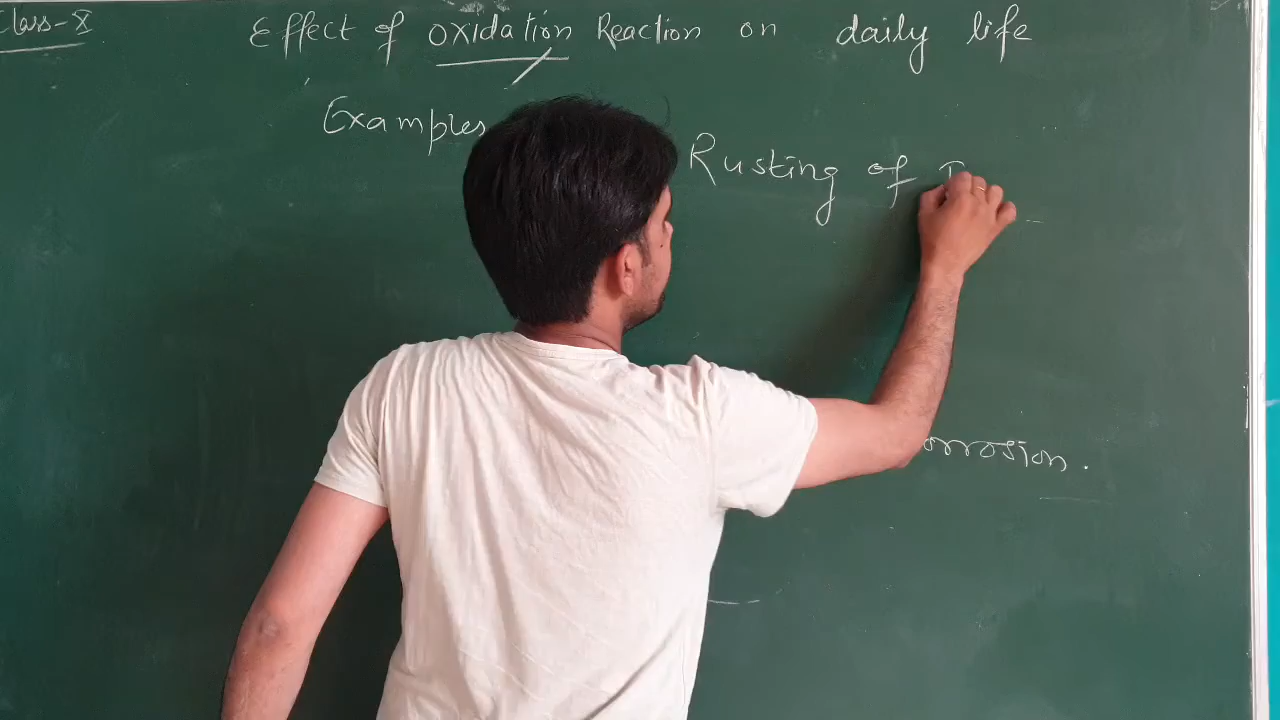 Class-X
Effect of oxidation Reaction on daily life
Examples
Rusting of
orrosion.